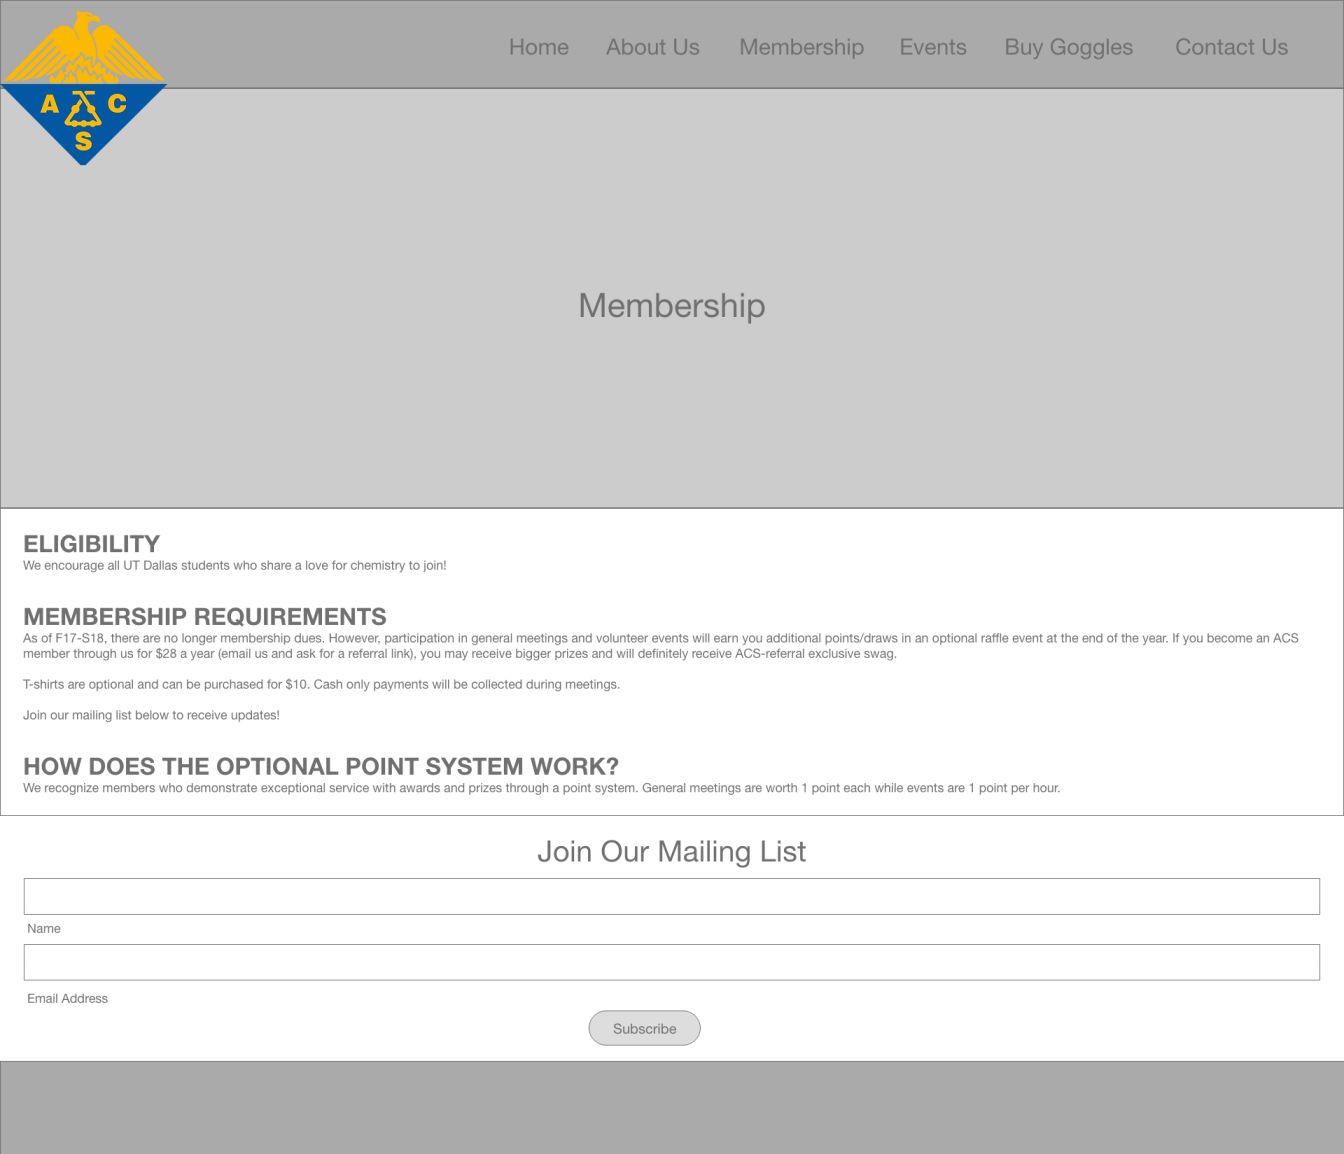 Home About Us Membership Events Buy Goggles Contact Us
A C
S
Membership
ELIGIBILITY
We encourage all UT Dallas students who share a love for chemistry to join!
MEMBERSHIP REQUIREMENTS
As of F17-S18, there are no longer membership dues. However, participation in general meetings and volunteer events will earn you additional points/draws in an optional raffle event at the end of the year. If you become an ACS
member through us for $28 a year (email us and ask for a referral link), you may receive bigger prizes and will definitely receive ACS-referral exclusive swag.
T-shirts are optional and can be purchased for $10. Cash only payments will be collected during meetings.
Join our mailing list below to receive updates!
HOW DOES THE OPTIONAL POINT SYSTEM WORK?
We recognize members who demonstrate exceptional service with awards and prizes through a point system. General meetings are worth 1 point each while events are 1 point per hour.
Join Our Mailing List
Name
Email Address
Subscribe